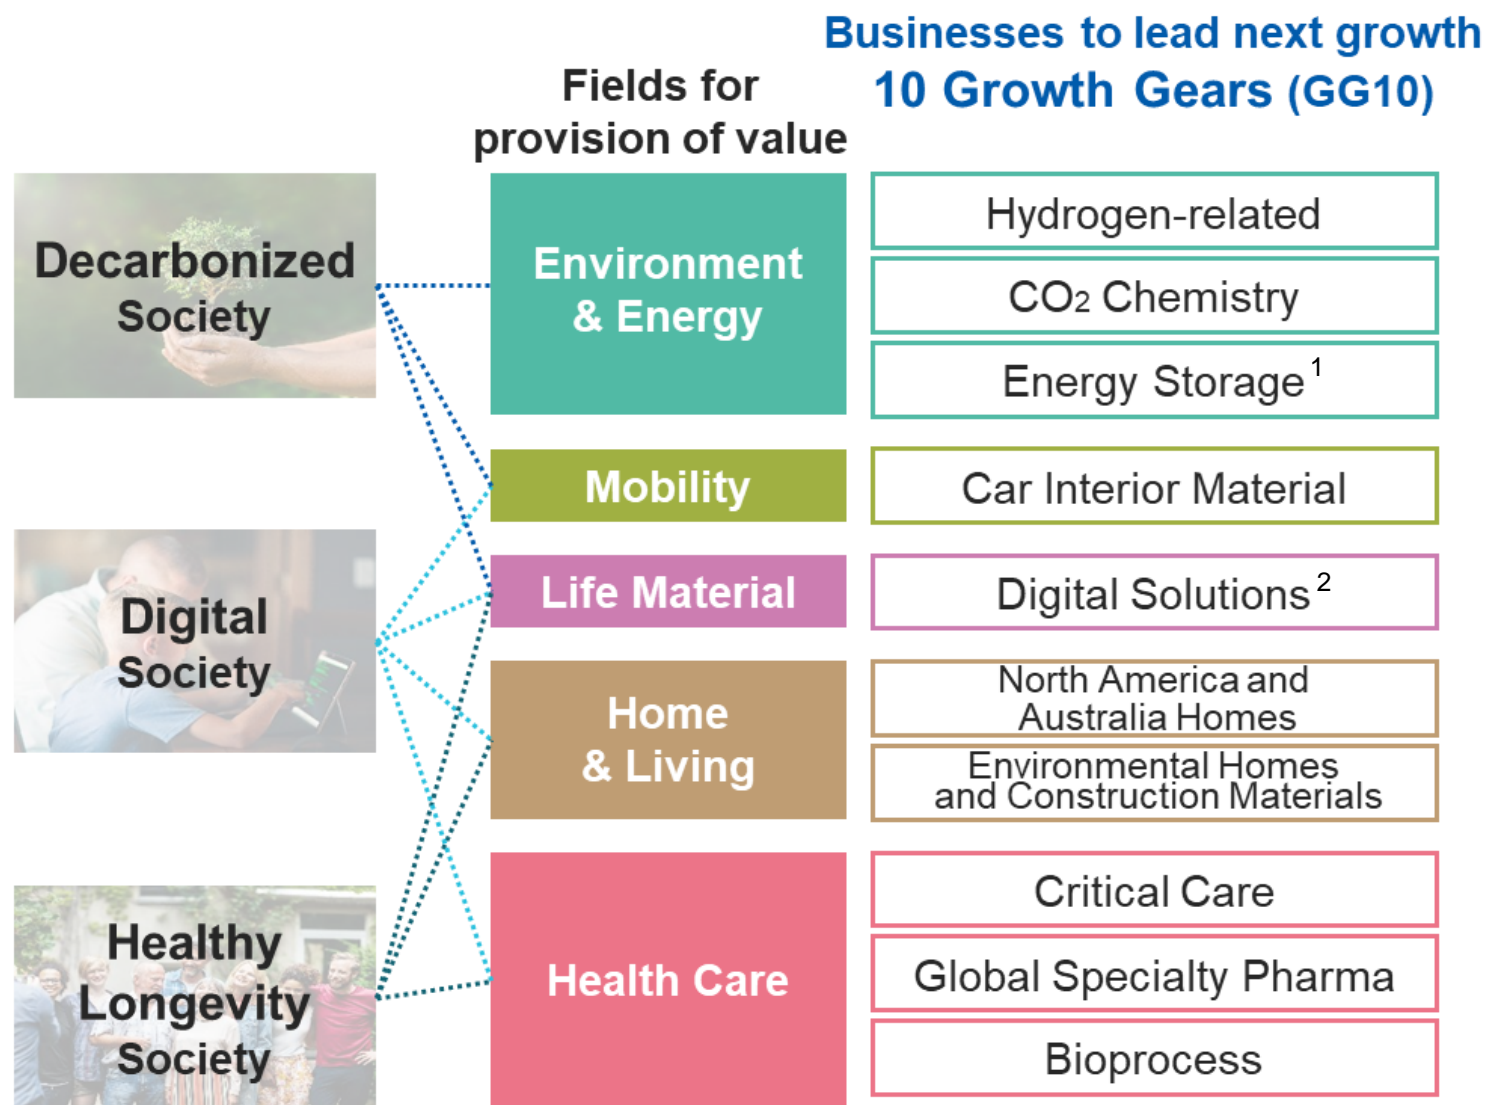 Businesses to lead next growth
10 Growth Gears (GG10)
Fields for
provision of value
Decarbonized
Society
Environment
& Energy
Hydrogen-related
CO₂ Chemistry
Energy Storage¹
Mobility
Car Interior Material
Digital
Society
Life Material
Digital Solutions²
Home
& Living
North America and
Australia Homes
Environmental Homes
and Construction Materials
Healthy
Longevity
Society
Health Care
Critical Care
Global Specialty Pharma
Bioprocess